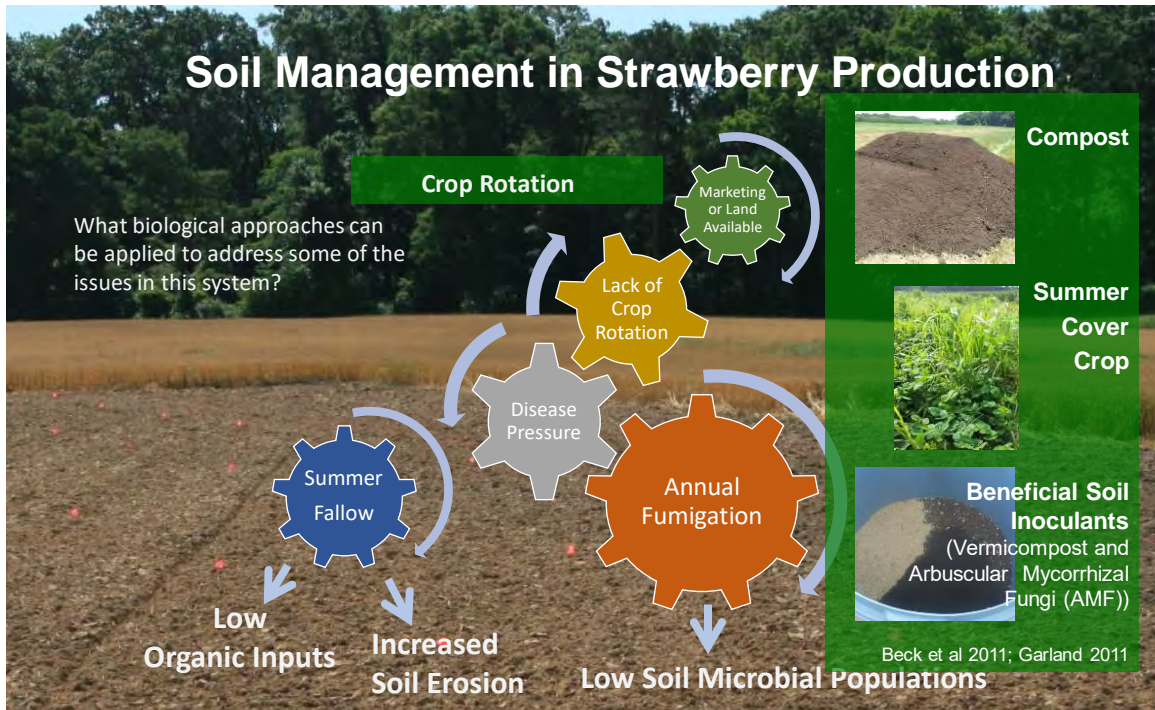 Soil Management in Strawberry Production
Crop Rotation
What biological approaches can
be applied to address some of the
issues in this system?
Marketing
or Land
Available
Lack of
Crop
Rotation
Disease
Pressure
Summer
Fallow
Annual
Fumigation
Low
Organic Inputs
Increased
Soil Erosion
Low Soil Microbial Populations
Compost
Summer
Cover
Crop
Beneficial Soil
Inoculants
(Vermicompost and
Arbuscular Mycorrhizal
Fungi (AMF))
Beck et al 2011; Garland 2011